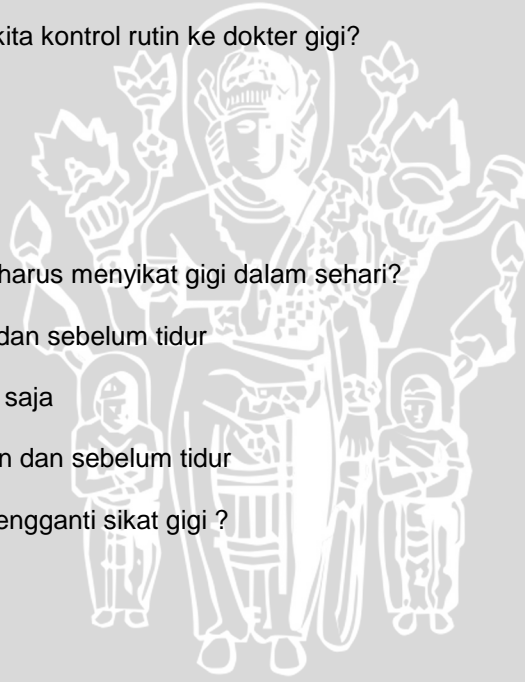 kita kontrol rutin ke dokter gigi?
harus menyikat gigi dalam sehari?
dan sebelum tidur
saja
n dan sebelum tidur
engganti sikat gigi ?